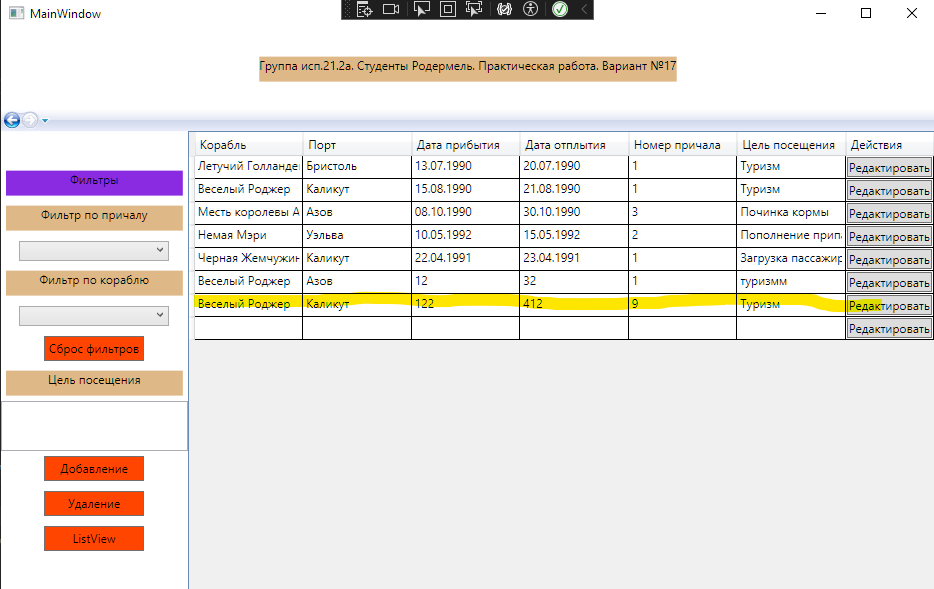 MainWindow
Группа исп.21.2а. Студенты Родермель. Практическая работа. Вариант №17
Фильтры
Фильтр по причалу
Фильтр по кораблю
Сброс фильтров
Цель посещения
Добавление
Удаление
ListView
Корабль Порт Дата прибытия Дата отплытия Номер причала Цель посещения Действия
Летучий Голланде Бристоль 13.07.1990 20.07.1990 1 Туризм Редактировать
Веселый Роджер Каликут 15.08.1990 21.08.1990 1 Туризм Редактировать
Месть королевы А Азов 08.10.1990 30.10.1990 3 Починка кормы Редактировать
Немая Мэри Уэльва 10.05.1992 15.05.1992 2 Пополнение прип Редактировать
Черная Жемчужин Каликут 22.04.1991 23.04.1991 1 Загрузка пассажир Редактировать
Веселый Роджер Азов 12 32 1 туризмм Редактировать
Веселый Роджер Каликут 122 412 9 Туризм Редактировать
Редактировать